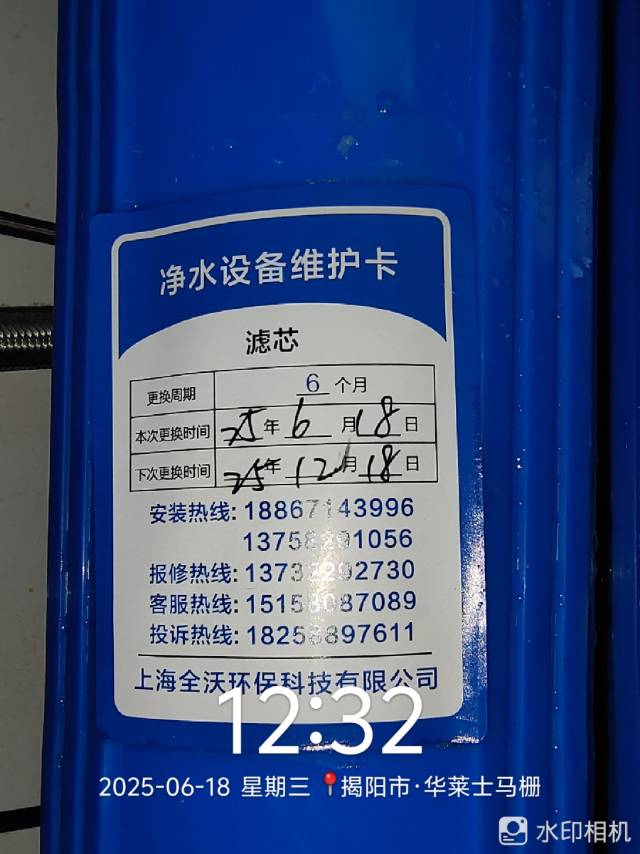 净水设备维护卡
滤芯
更换周期 6 个月
本次更换时间 25年 6 月 18 日
下次更换时间 25年 12 月 18 日
安装热线: 18867143996
报修热线:
客服热线:
投诉热线:
上海全沃环保科技有限公司
12:32
2025-06-18 星期三 揭阳市·华莱士马栅
水印相机